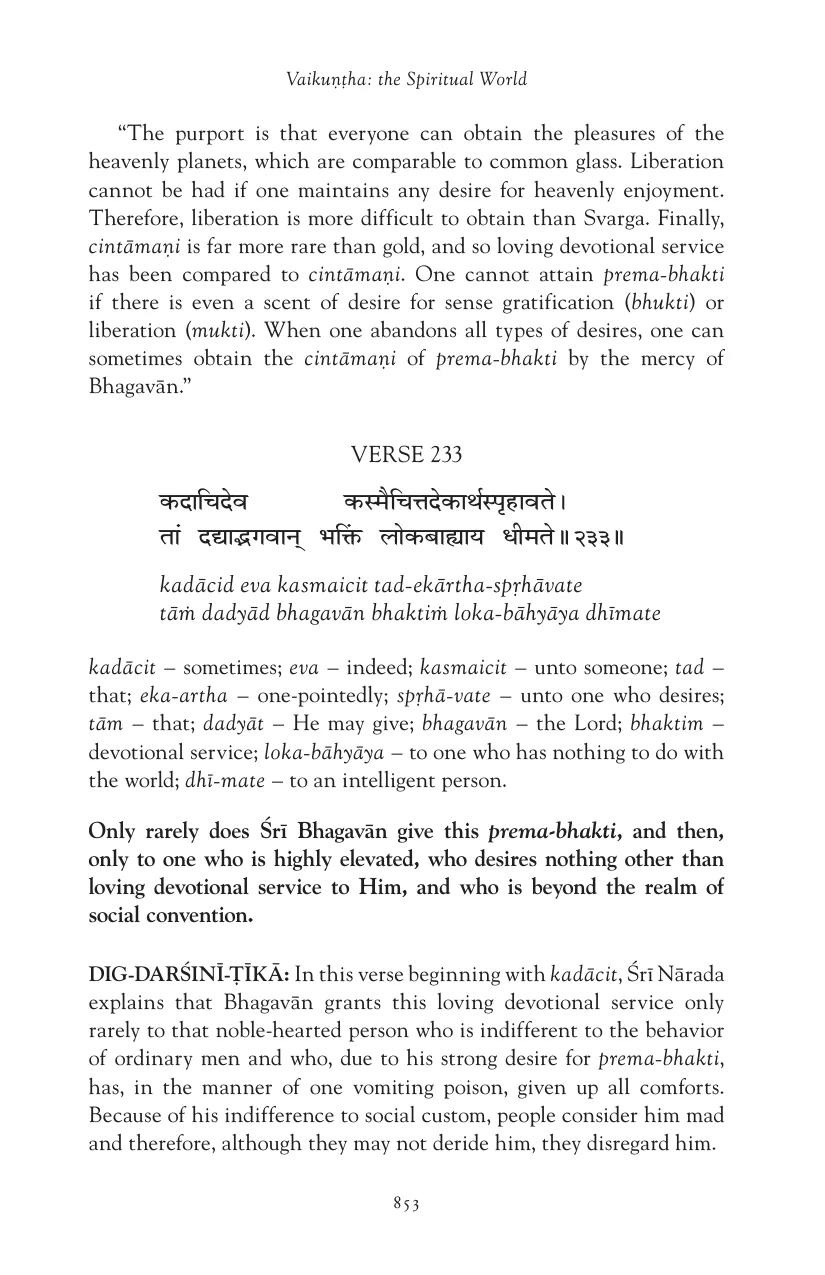 Vaikuṇṭha: the Spiritual World
“The purport is that everyone can obtain the pleasures of the
heavenly planets, which are comparable to common glass. Liberation
cannot be had if one maintains any desire for heavenly enjoyment.
Therefore, liberation is more difficult to obtain than Svarga. Finally,
cintāmaṇi is far more rare than gold, and so loving devotional service
has been compared to cintāmaṇi. One cannot attain prema-bhakti
if there is even a scent of desire for sense gratification (bhukti) or
liberation (mukti). When one abandons all types of desires, one can
sometimes obtain the cintāmaṇi of prema-bhakti by the mercy of
Bhagavān.”
VERSE 233
कदाचिदेव कस्मैचित्तदेकार्थस्पृहावते।
तां दद्याद्भगवान् भक्तिं लोकबाह्याय धीमते॥२३३॥
kadācid eva kasmaicit tad-ekārtha-spṛhāvate
tāṁ dadyād bhagavān bhaktiṁ loka-bāhyāya dhīmate
kadācit – sometimes; eva – indeed; kasmaicit – unto someone; tad –
that; eka-artha – one-pointedly; spṛhā-vate – unto one who desires;
tām – that; dadyāt – He may give; bhagavān – the Lord; bhaktim –
devotional service; loka-bāhyāya – to one who has nothing to do with
the world; dhī-mate – to an intelligent person.
Only rarely does Śrī Bhagavān give this prema-bhakti, and then,
only to one who is highly elevated, who desires nothing other than
loving devotional service to Him, and who is beyond the realm of
social convention.
DIG-DARŚINĪ-ṬĪKĀ: In this verse beginning with kadācit, Śrī Nārada
explains that Bhagavān grants this loving devotional service only
rarely to that noble-hearted person who is indifferent to the behavior
of ordinary men and who, due to his strong desire for prema-bhakti,
has, in the manner of one vomiting poison, given up all comforts.
Because of his indifference to social custom, people consider him mad
and therefore, although they may not deride him, they disregard him.
853